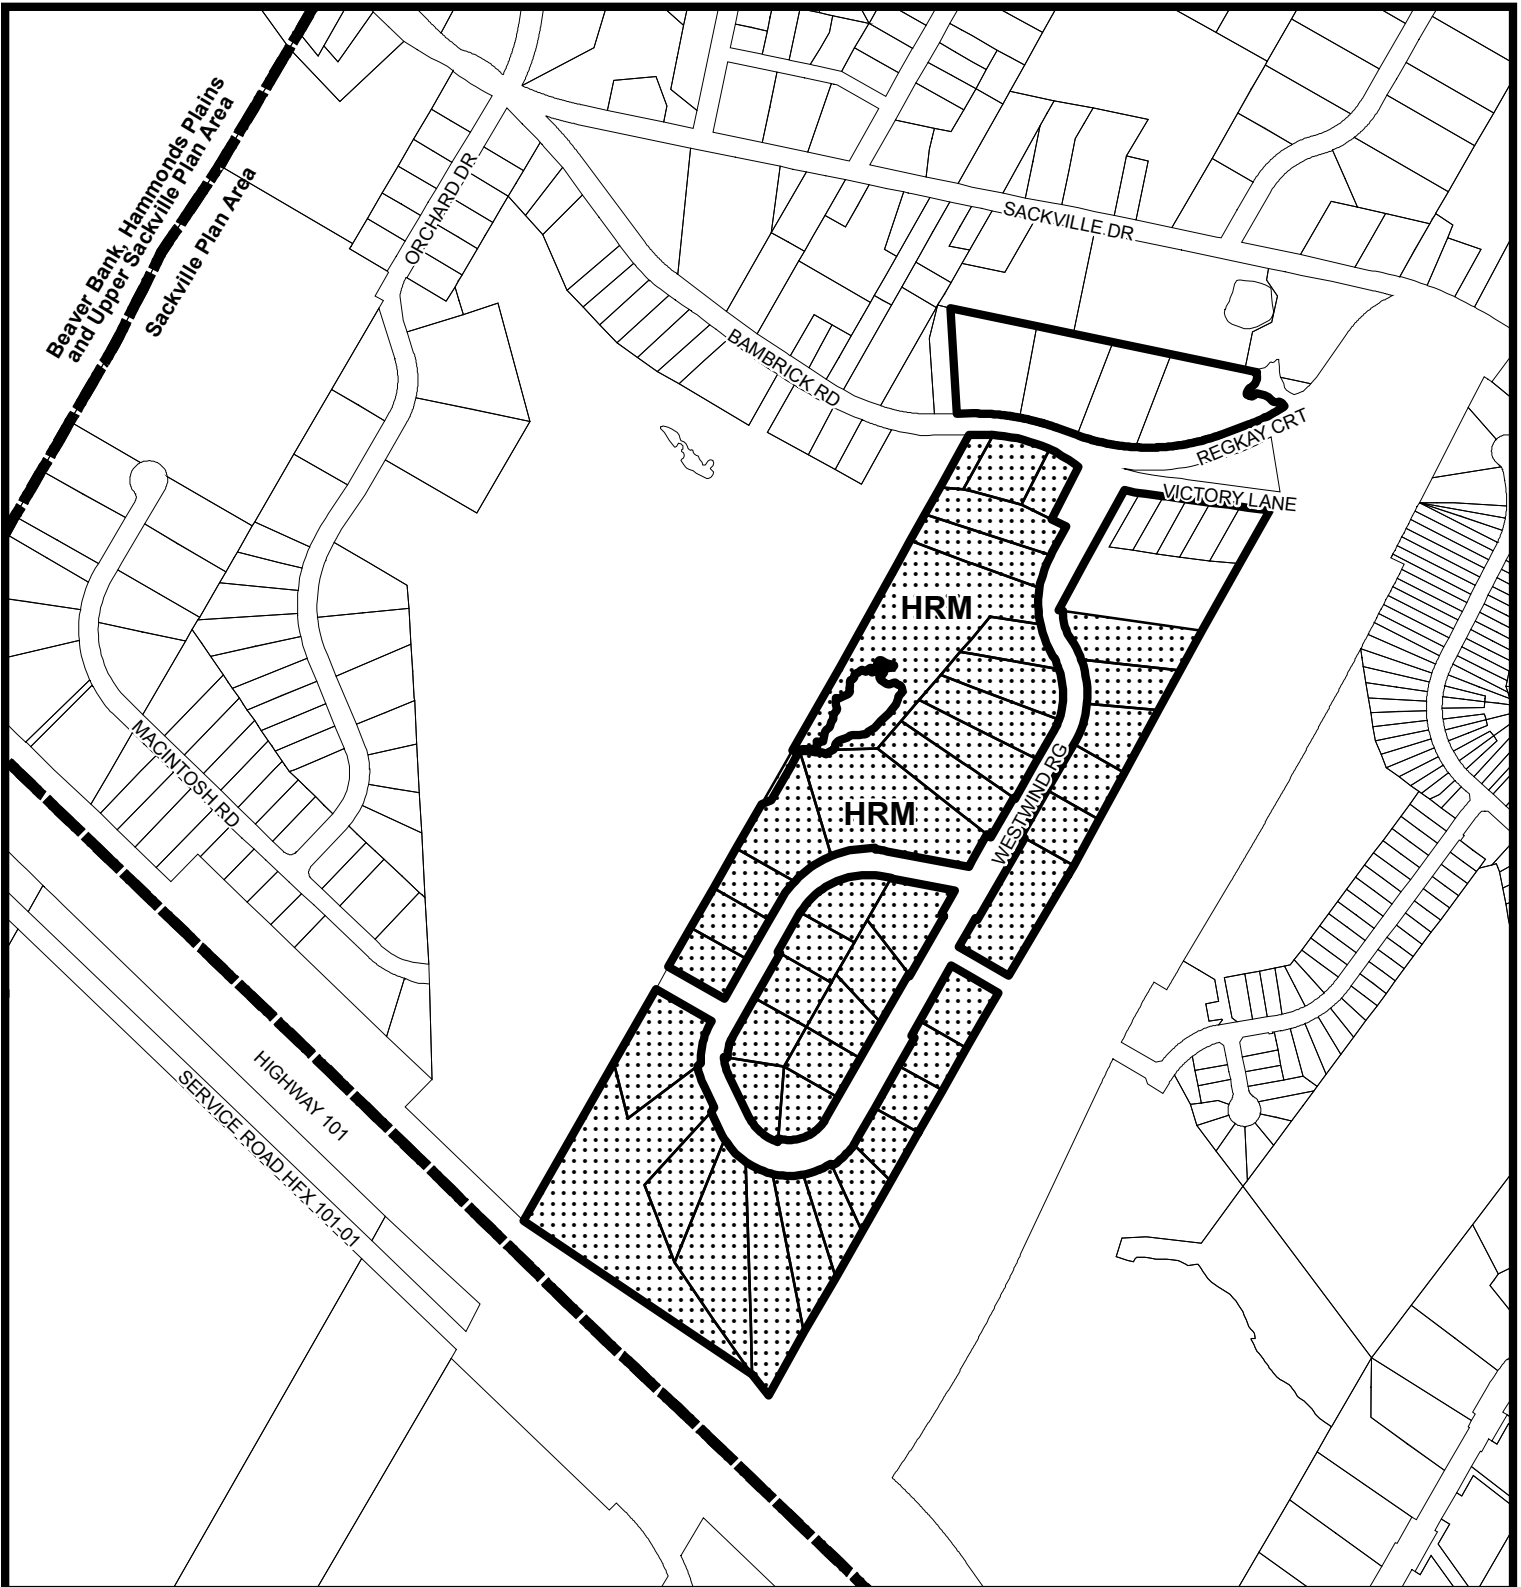 Beaver Bank, Hammonds Plains
and Upper Sackville Plan Area
Sackville Plan Area
ORCHARD DR
SACKVILLE DR
BAMBRICK RD
REGKAY CRT
VICTORY LANE
HRM
MACINTOSH RD
WESTWIND RG
HRM
HIGHWAY 101
SERVICE ROAD HFX 101-01